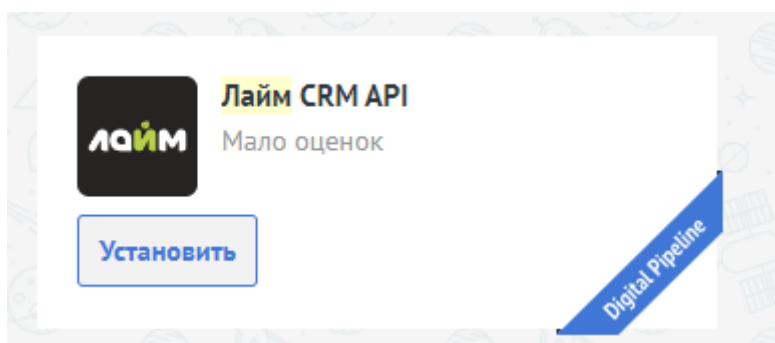 лайм
Лайм CRM API
Мало оценок
Установить
Digital Pipeline